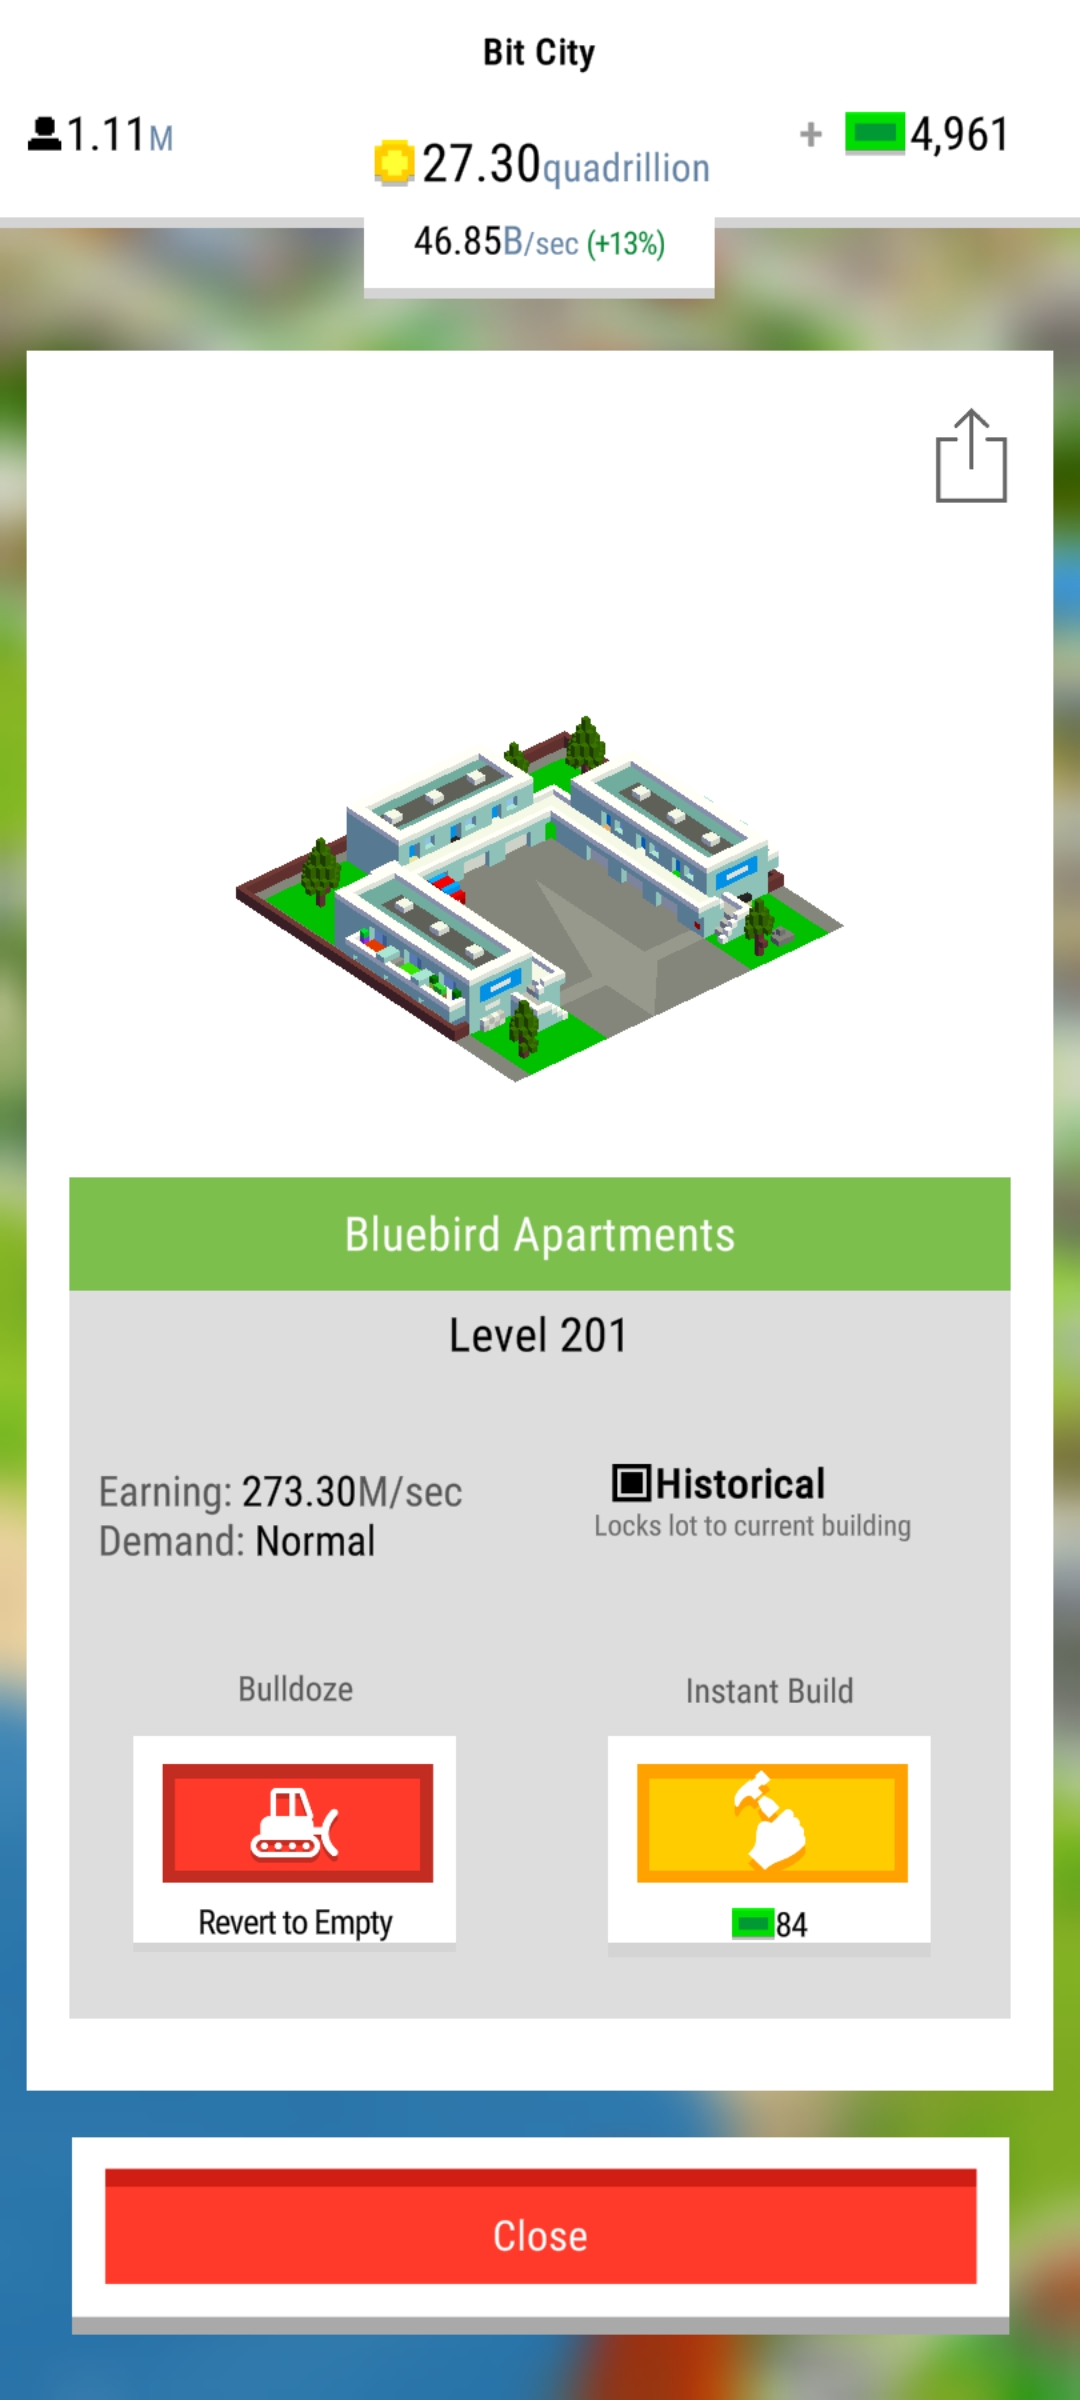 Bit City
1.11M
27.30quadrillion
+ 4,961
46.85B/sec (+13%)
Bluebird Apartments
Level 201
Earning: 273.30M/sec
Demand: Normal
Historical
Locks lot to current building
Bulldoze
Revert to Empty
Instant Build
84
Close